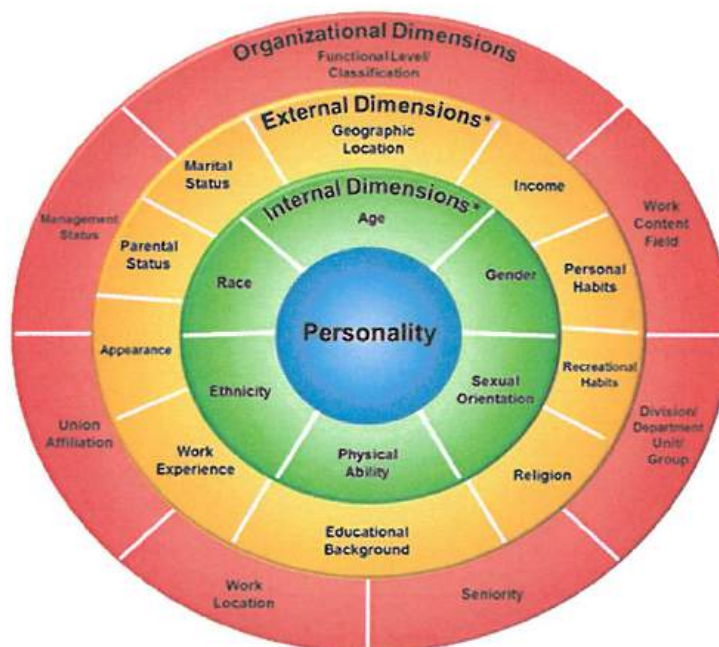 Organizational Dimensions
Functional Level/
Classification
External Dimensions*
Geographic
Location
Marital
Status
Income
Internal Dimensions*
Age
Management
Status
Work
Content
Field
Parental
Status
Race
Gender
Personal
Habits
Personality
Appearance
Ethnicity
Sexual
Orientation
Recreational
Habits
Union
Affiliation
Division/
Department
Unit/
Group
Work
Experience
Physical
Ability
Religion
Educational
Background
Work
Location
Seniority